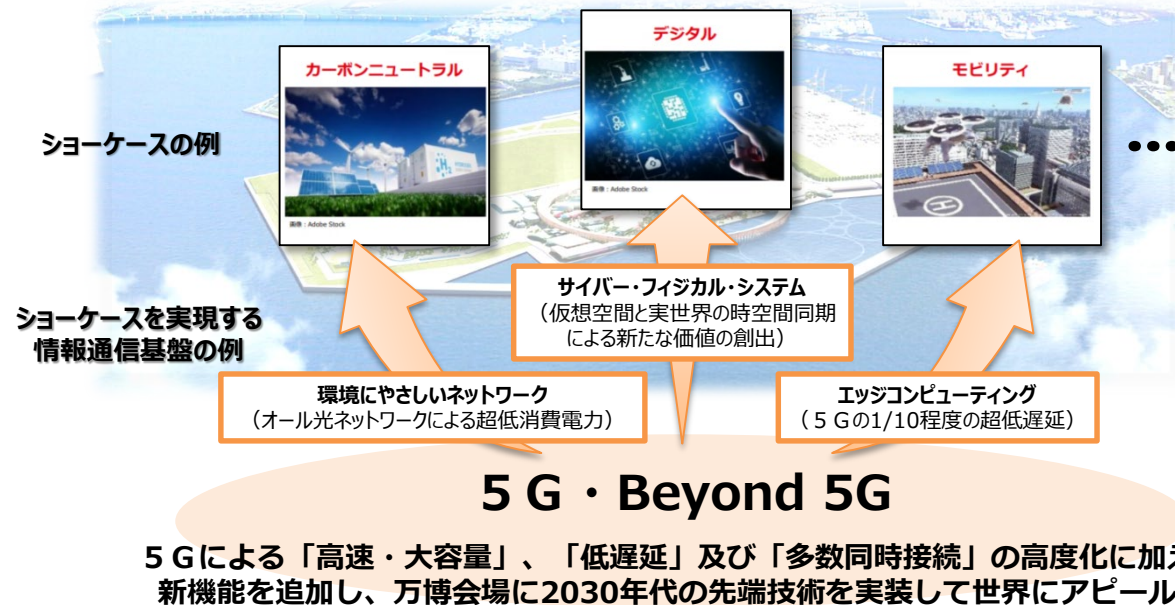 デジタル
カーボンニュートラル
モビリティ
ショーケースの例
・・・
画像：Adobe Stock
画像：Adobe Stock
H
サイバー・フィジカル・システム
（仮想空間と実世界の時空間同期
による新たな価値の創出）
ショーケースを実現する
情報通信基盤の例
環境にやさしいネットワーク
（オール光ネットワークによる超低消費電力）
エッジコンピューティング
（５Ｇの1/10程度の超低遅延）
５Ｇ・Beyond 5G
５Ｇによる「高速・大容量」、「低遅延」及び「多数同時接続」の高度化に加え
新機能を追加し、万博会場に2030年代の先端技術を実装して世界にアピール